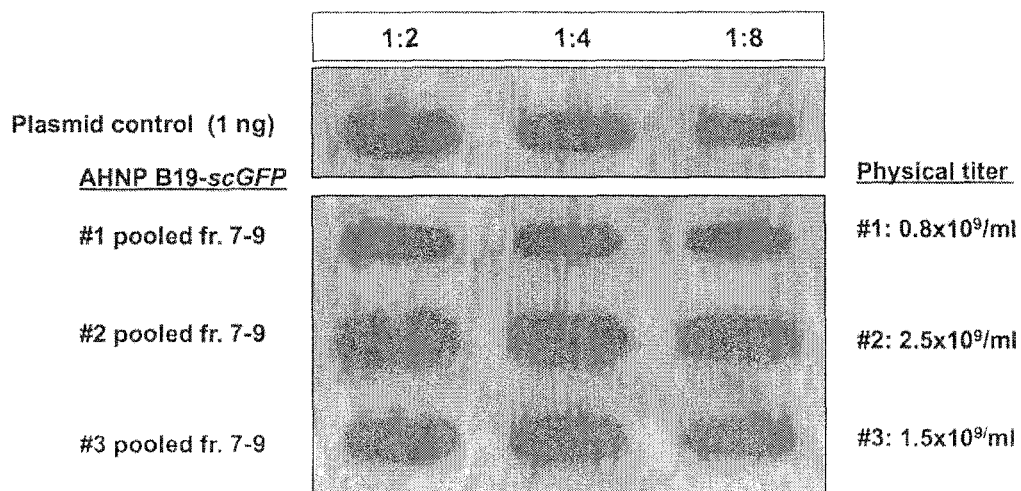 1:2 1:4 1:8
Plasmid control (1 ng)
AHNP B19-scGFP
Physical titer
#1 pooled fr. 7-9
#1: 0.8x10⁹/ml
#2 pooled fr. 7-9
#2: 2.5x10⁹/ml
#3 pooled fr. 7-9
#3: 1.5x10⁹/ml